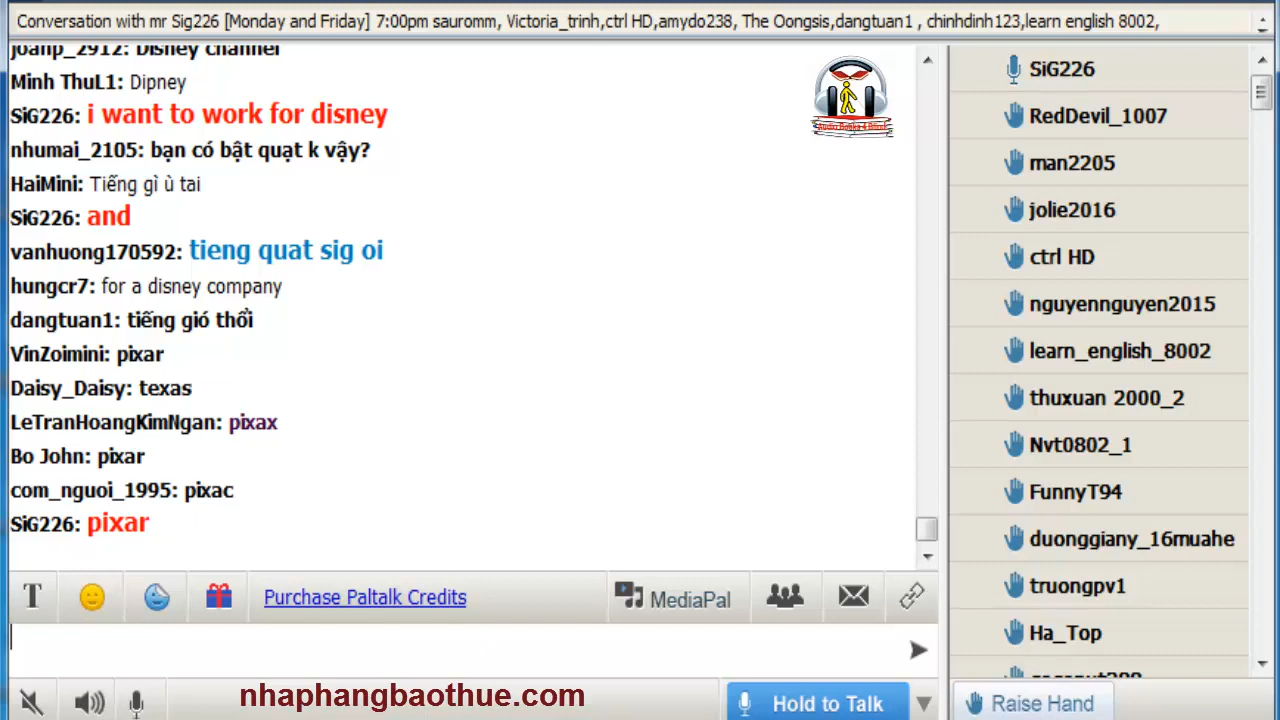 Conversation with mr Sig226 [Monday and Friday] 7:00pm sauromm, Victoria_trinh,ctrl HD,amydo238, The Oongsis,dangtuan1 , chinhdinh123,learn english 8002,
joanp_2912: Disney channel
Minh ThuL1: Dipney
SiG226: i want to work for disney
nhumai_2105: bạn có bật quạt k vậy?
HaiMini: Tiếng gì ù tai
SiG226: and
vanhuong170592: tieng quat sig oi
hungcr7: for a disney company
dangtuan1: tiếng gió thổi
VinZoimini: pixar
Daisy_Daisy: texas
LeTranHoangKimNgan: pixax
Bo John: pixar
com_nguoi_1995: pixac
SiG226: pixar
SiG226
RedDevil_1007
man2205
jolie2016
ctrl HD
nguyennguyen2015
learn_english_8002
thuxuan 2000_2
Nvt0802_1
FunnyT94
duonggiany_16muahe
truongpv1
Ha_Top
T
Purchase Paltalk Credits
MediaPal
nhaphangbaothue.com
Hold to Talk
Raise Hand